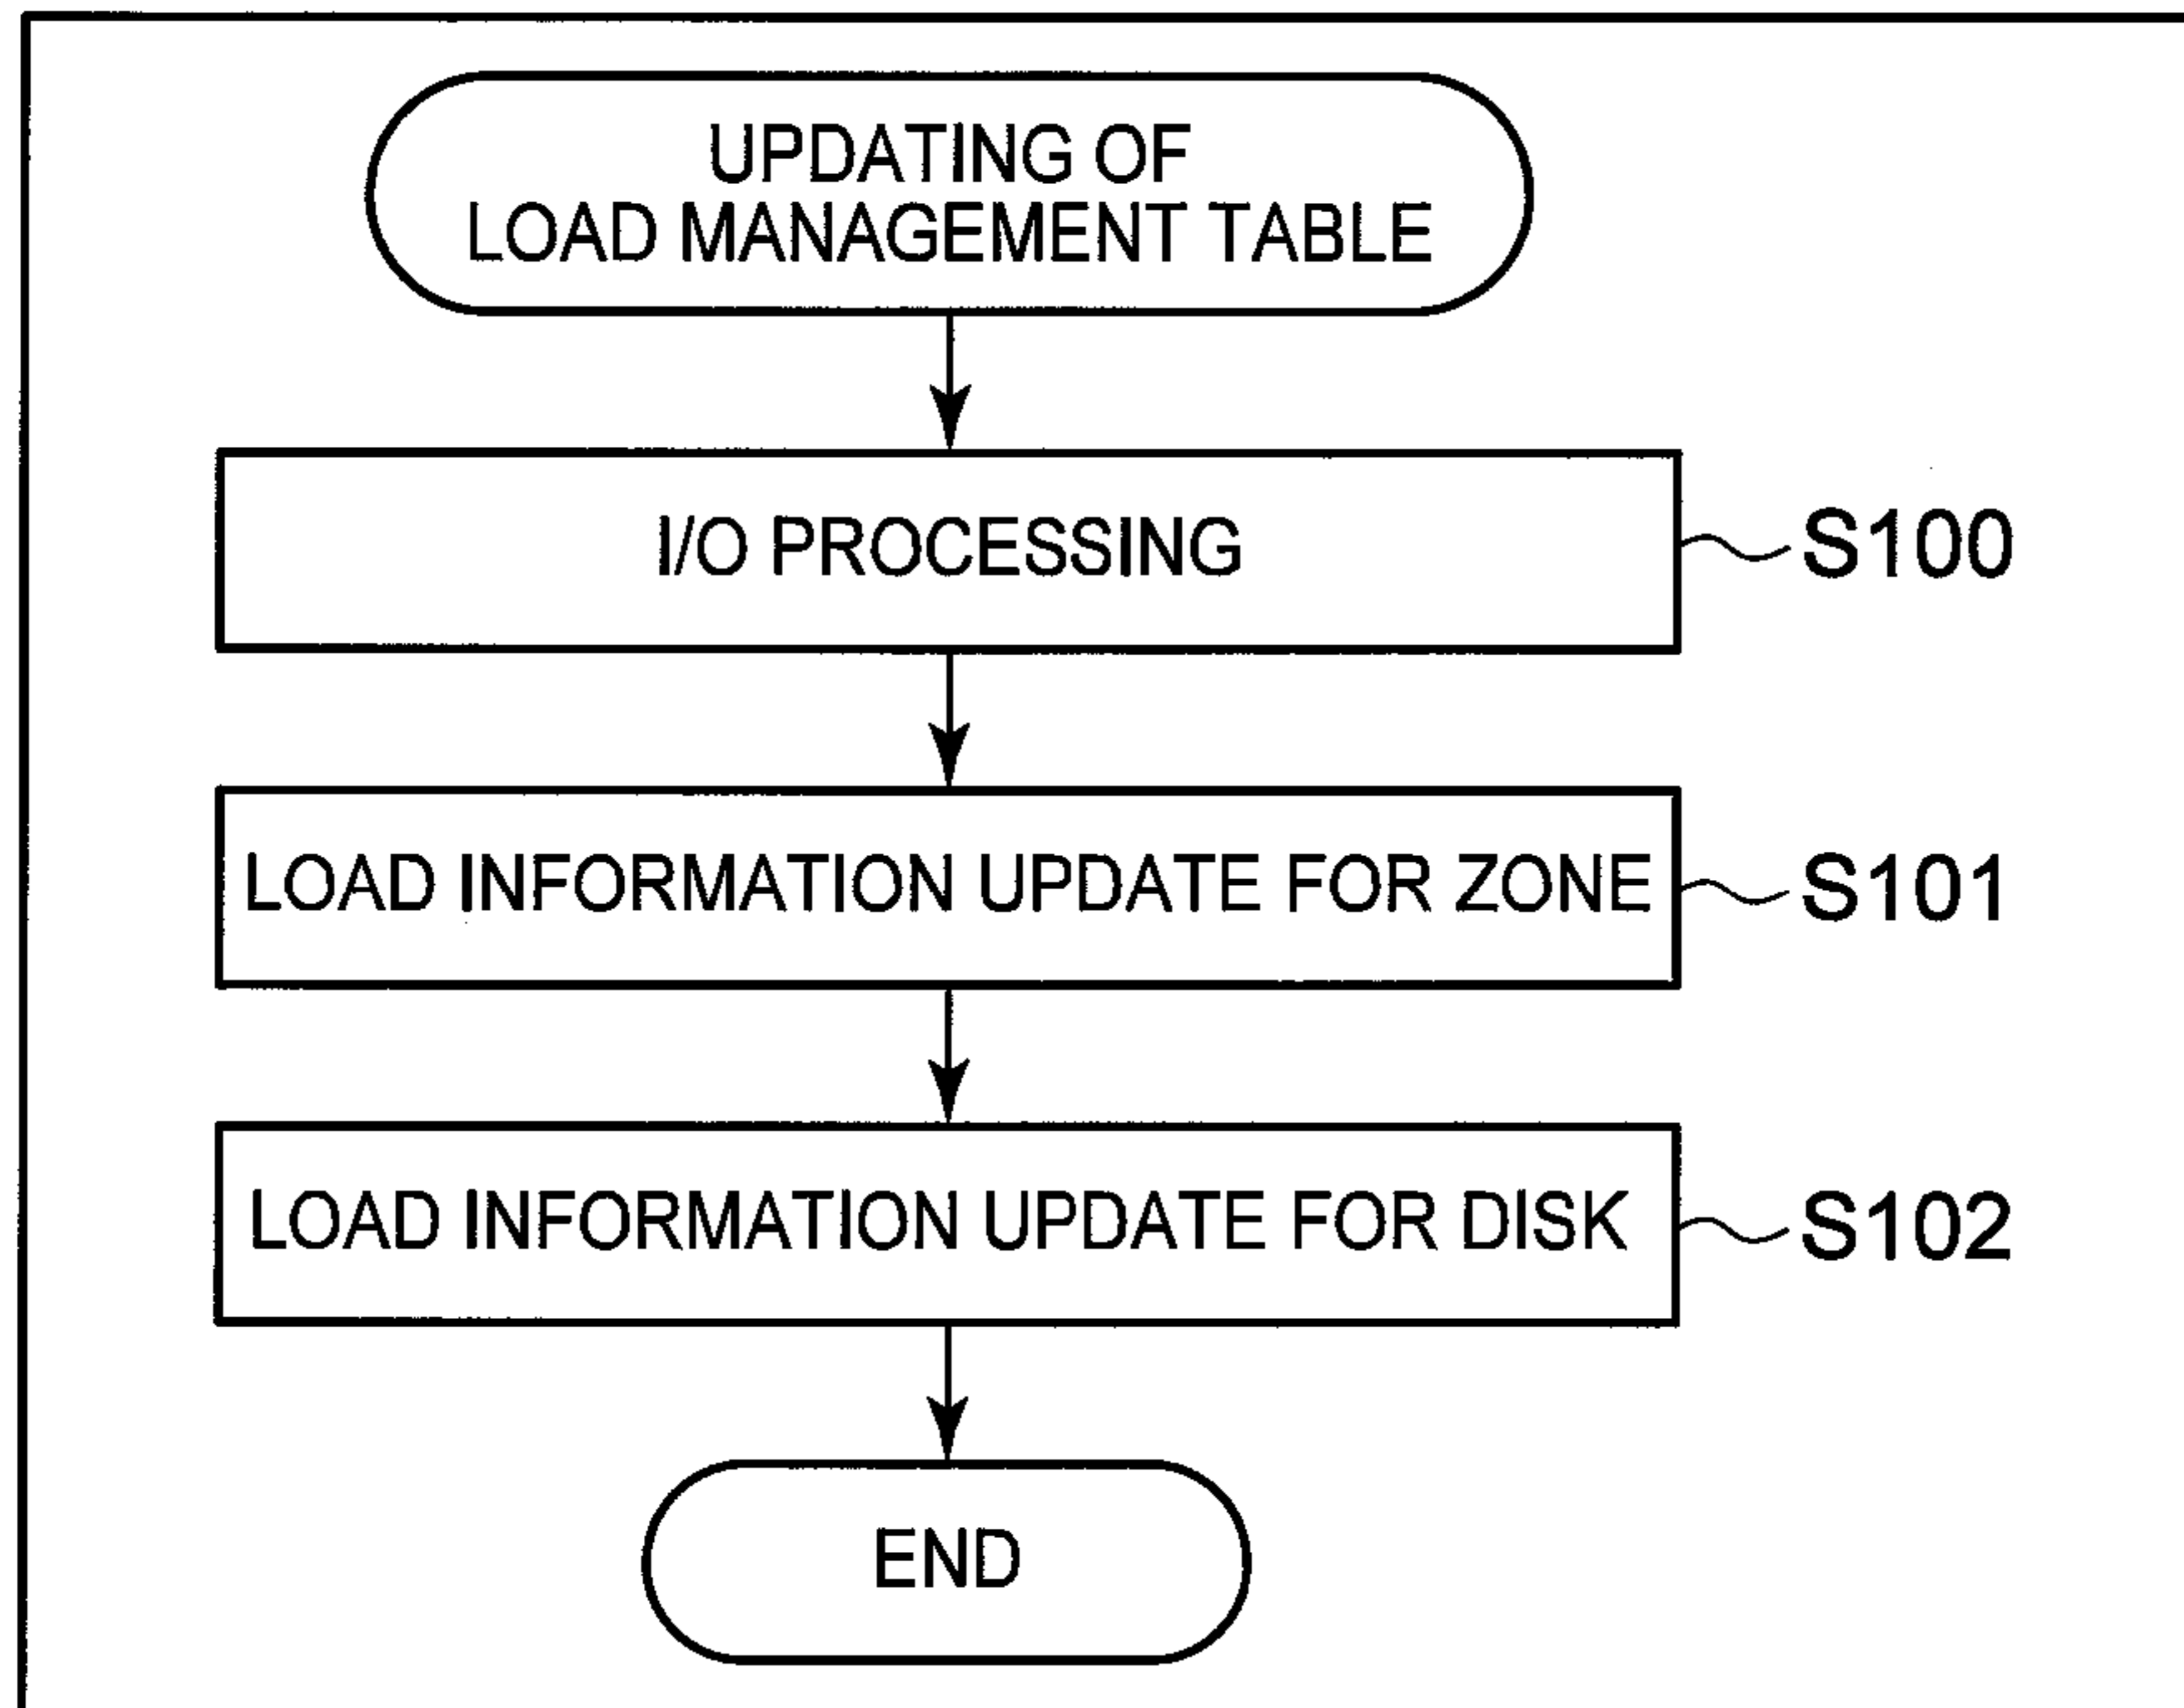 UPDATING OF
LOAD MANAGEMENT TABLE
I/O PROCESSING
S100
LOAD INFORMATION UPDATE FOR ZONE
S101
LOAD INFORMATION UPDATE FOR DISK
S102
END